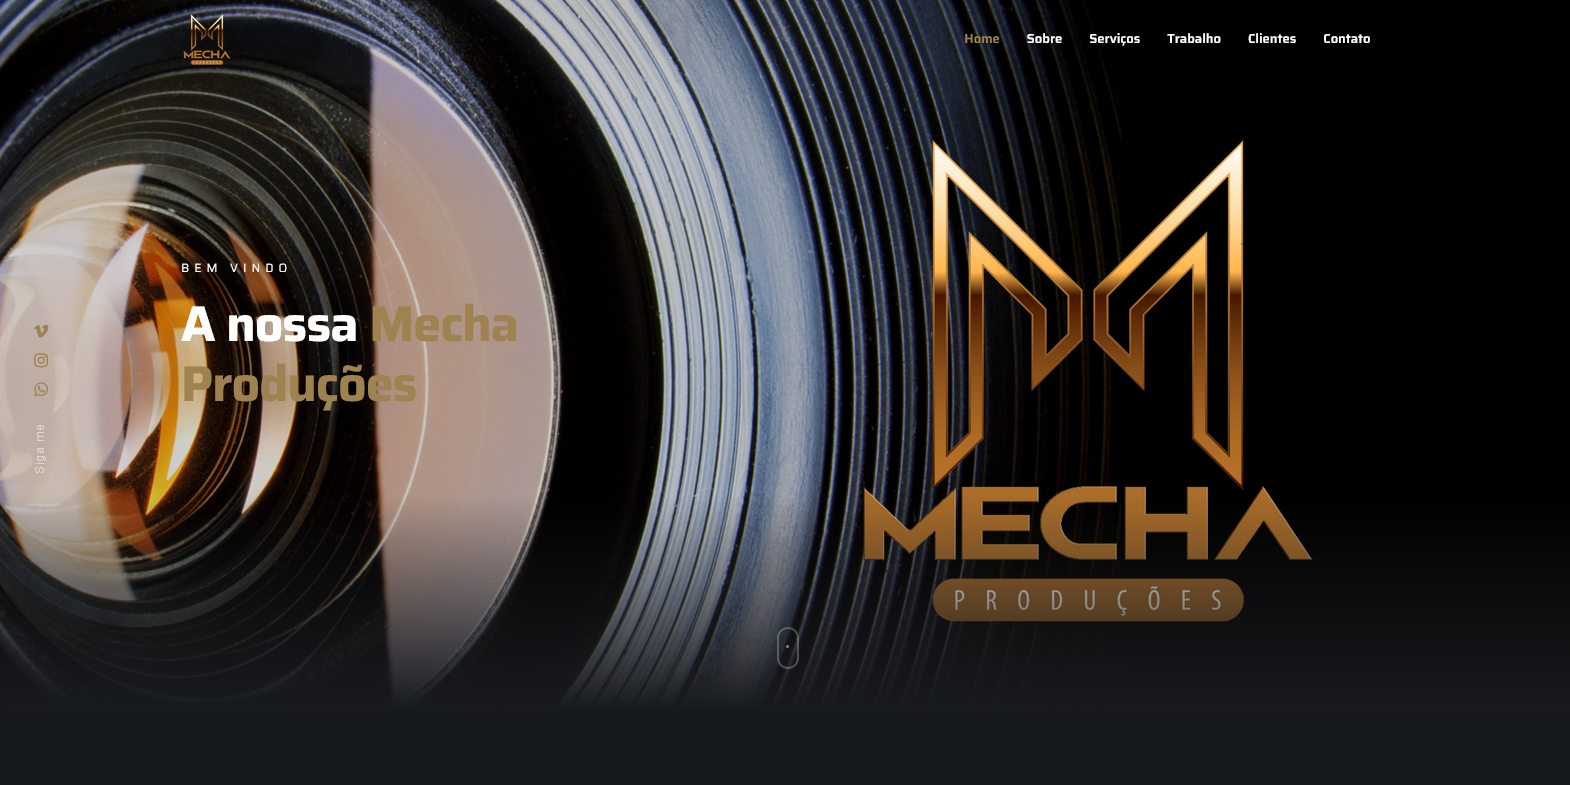 MECHA
Home Sobre Serviços Trabalho Clientes Contato
BEM VINDO
A nossa Mecha
Produções
Siga me
MECHA
PRODUÇÕES